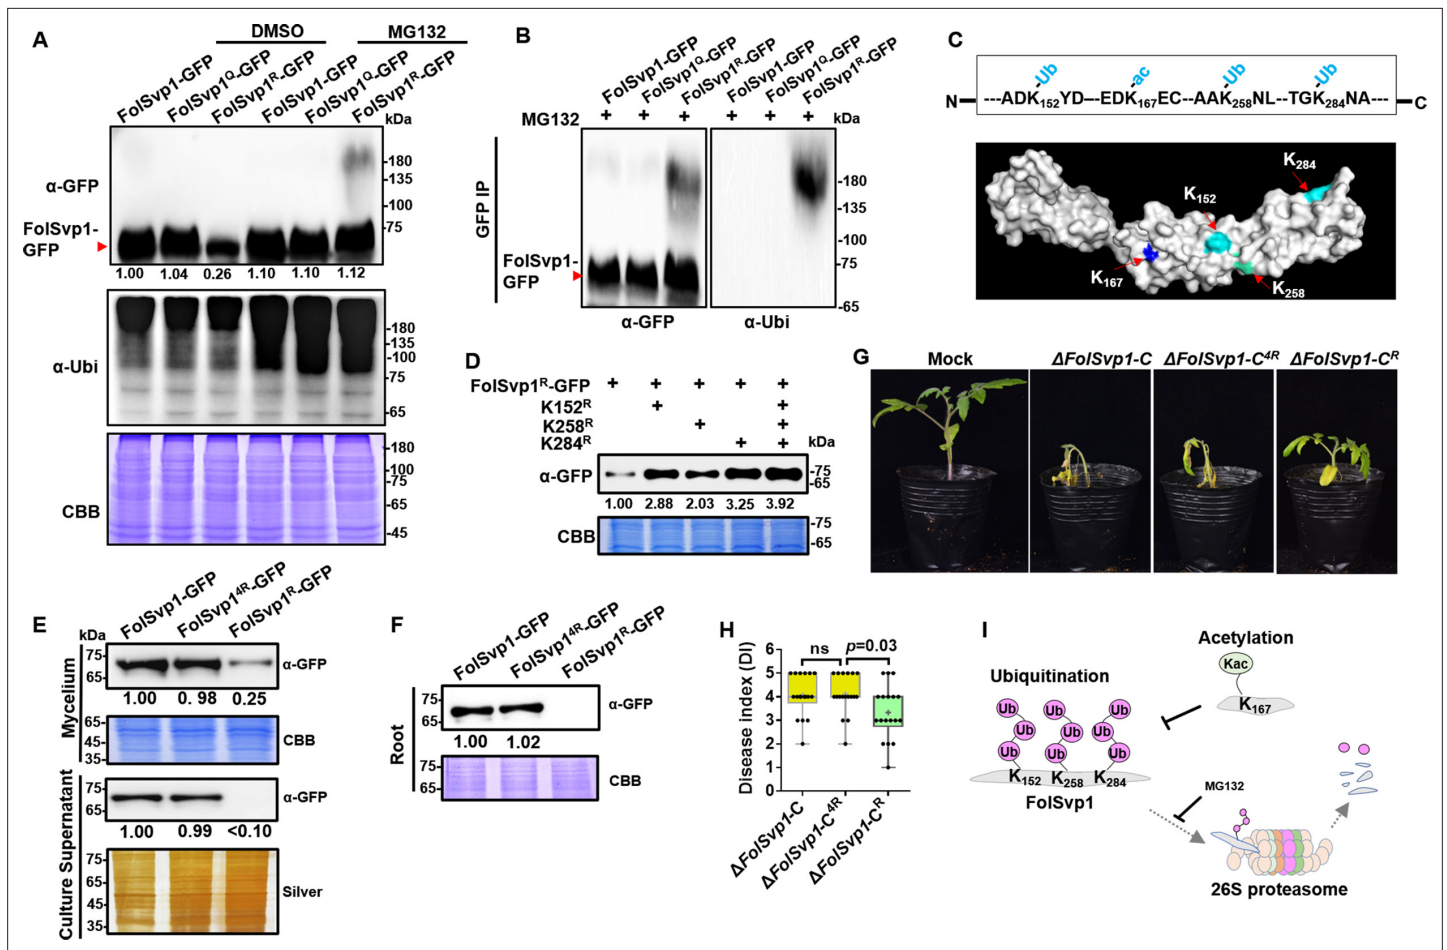 A
DMSO
MG132
FolSvp1-GFP
FolSvp1Q-GFP
FolSvp1R-GFP
FolSvp1-GFP
FolSvp1Q-GFP
FolSvp1R-GFP
kDa
α-GFP
-180
-135
-100
-75
FolSvp1-
GFP
1.00 1.04 0.26 1.10 1.10 1.12
α-Ubi
-180
-135
-100
-75
-65
CBB
-180
-100
-75
-65
-45
B
FolSvp1-GFP
FolSvp1Q-GFP
FolSvp1R-GFP
FolSvp1-GFP
FolSvp1Q-GFP
FolSvp1R-GFP
MG132 + + + + + + kDa
GFP IP
-180
-135
-100
-75
-65
FolSvp1-
GFP
α-GFP α-Ubi
C
Ub ac Ub Ub
N ---ADK152YD---EDK167EC---AAK258NL--TGK284NA--- C
K284
K152
K167
K258
D
FolSvp1R-GFP + + + + +
K152R + +
K258R + +
K284R + + kDa
α-GFP
-75
-65
1.00 2.88 2.03 3.25 3.92
CBB
-75
-65
E
FolSvp1-GFP
FolSvp14R-GFP
FolSvp1R-GFP
kDa
Mycelium
75-
65-
α-GFP
1.00 0. 98 0.25
65-
45-
35-
CBB
Culture Supernatant
75-
65-
α-GFP
1.00 0.99 <0.10
75-
65-
45-
35-
Silver
F
FolSvp1-GFP
FolSvp14R-GFP
FolSvp1R-GFP
Root
75-
65-
α-GFP
1.00 1.02
75-
65-
CBB
G
Mock ΔFolSvp1-C ΔFolSvp1-C4R ΔFolSvp1-CR
H
ns p=0.03
Disease index (DI)
6
5
4
3
2
1
0
ΔFolSvp1-C
ΔFolSvp1-C4R
ΔFolSvp1-CR
I
Acetylation
Kac
K167
Ubiquitination
Ub Ub Ub
Ub Ub Ub
Ub Ub Ub
K152 K258 K284
FolSvp1
MG132
26S proteasome